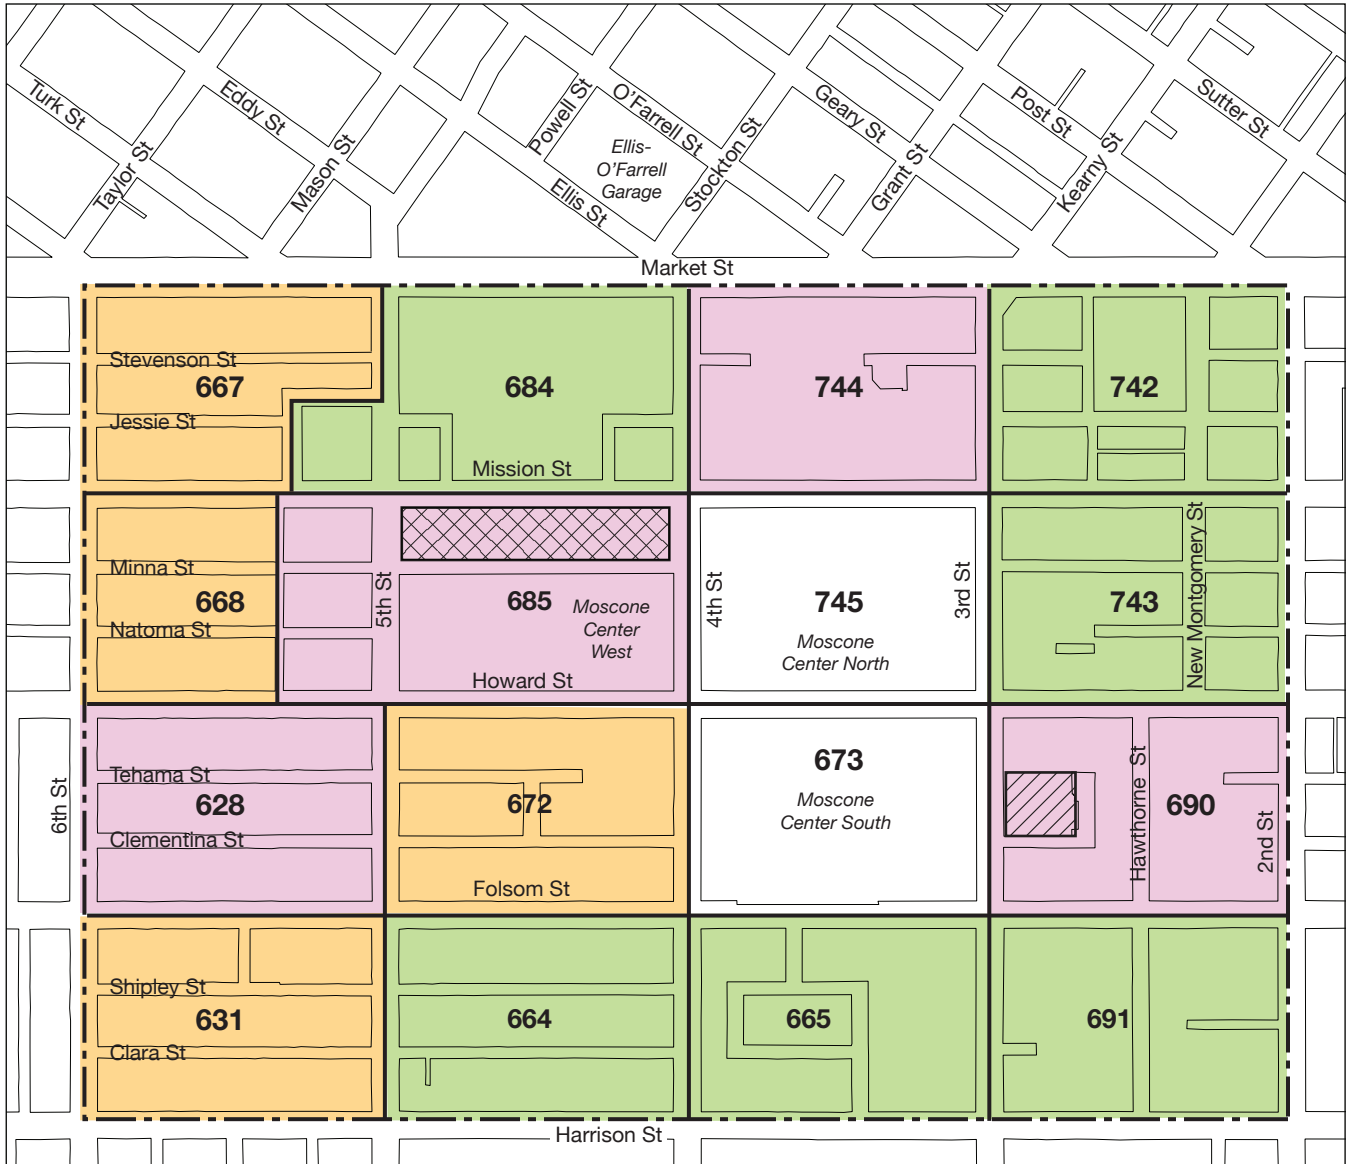 Turk St
Eddy St
Taylor St
Mason St
Powell St
O'Farrell St
Ellis-
O'Farrell
Garage
Ellis St
Stockton St
Geary St
Grant St
Post St
Kearny St
Sutter St
Market St
Stevenson St
667
Jessie St
684
Mission St
744
742
Minna St
668
Natoma St
5th St
685
Moscone
Center
West
Howard St
4th St
745
Moscone
Center North
3rd St
743
New Montgomery St
6th St
Tehama St
628
Clementina St
672
Folsom St
673
Moscone
Center South
Hawthorne St
690
2nd St
Shipley St
631
Clara St
664
665
691
Harrison St